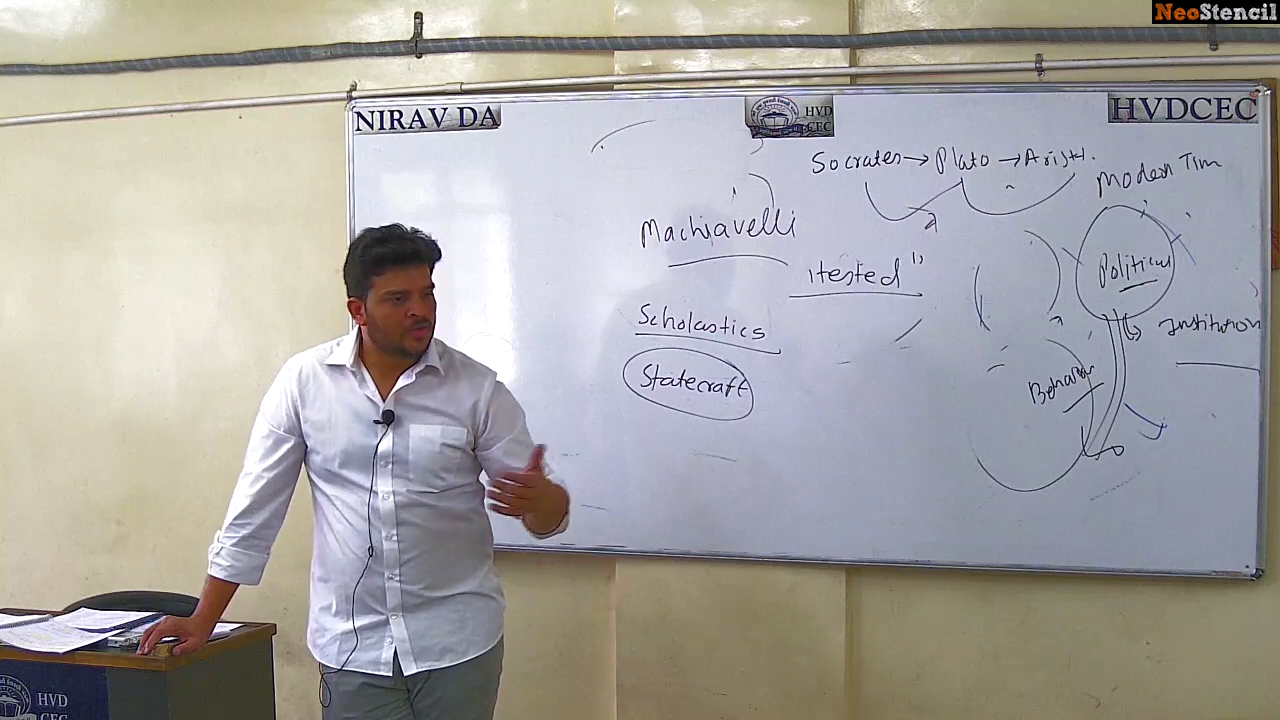 NeoStencil
NIRAV DA
HVD
CEC
HVDCEC
Socrates → Plato → Arist.
Modern Tim
Machiavelli
Political
itested
Institution
Scholastics
Statecraft
Behavior
HVD
CEC